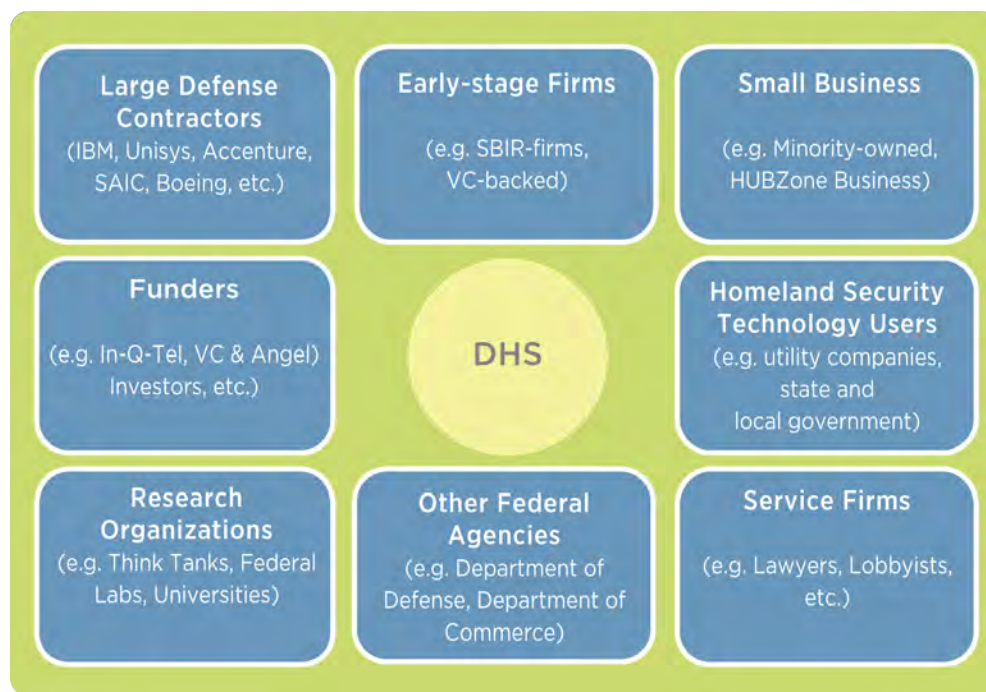 Large Defense
Contractors
(IBM, Unisys, Accenture,
SAIC, Boeing, etc.)
Early-stage Firms
(e.g. SBIR-firms,
VC-backed)
Small Business
(e.g. Minority-owned,
HUBZone Business)
Funders
(e.g. In-Q-Tel, VC & Angel)
Investors, etc.)
DHS
Homeland Security
Technology Users
(e.g. utility companies,
state and
local government)
Research
Organizations
(e.g. Think Tanks, Federal
Labs, Universities)
Other Federal
Agencies
(e.g. Department of
Defense, Department of
Commerce)
Service Firms
(e.g. Lawyers, Lobbyists,
etc.)